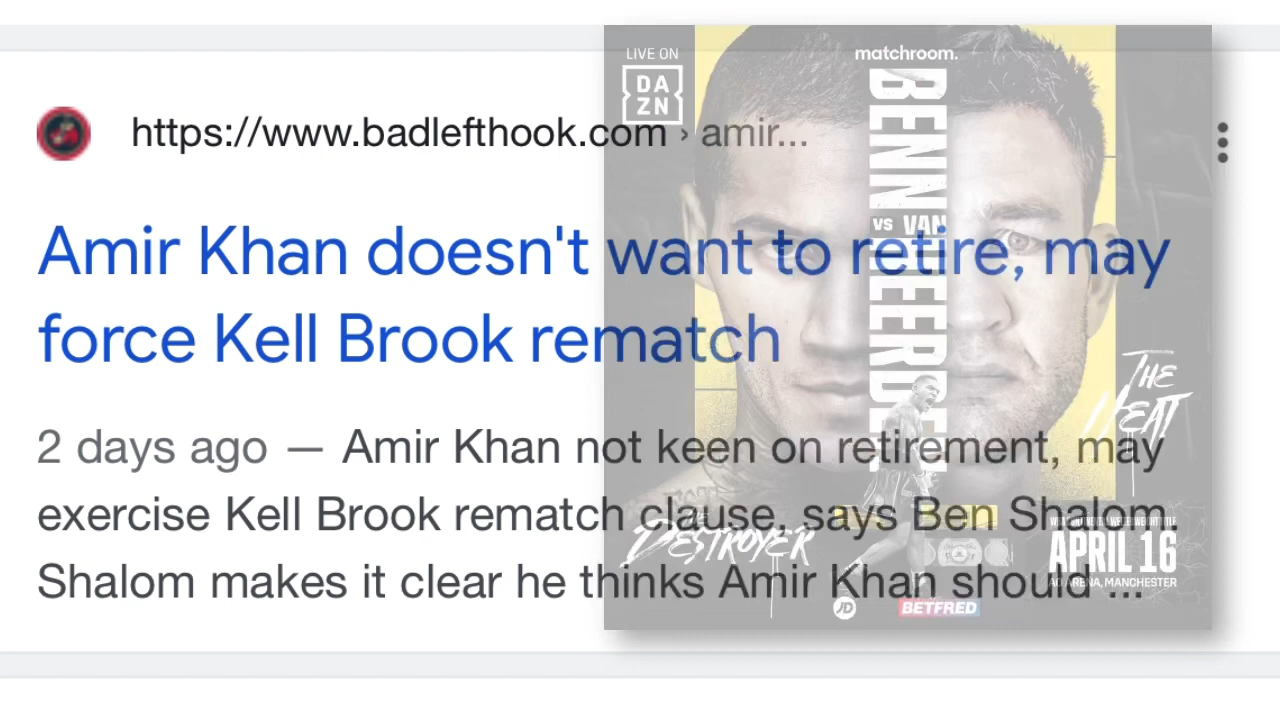 https://www.badlefthook.com › amir...
Amir Khan doesn't want to retire, may
force Kell Brook rematch
2 days ago — Amir Khan not keen on retirement, may
exercise Kell Brook rematch clause, says Ben Shalom.
Shalom makes it clear he thinks Amir Khan should ...
LIVE ON
DAZN
matchroom.
BENN
VS VAN
HEERDEN
THE
HEAT
THE
DESTROYER
APRIL 16
AO ARENA, MANCHESTER
JD
BETFRED